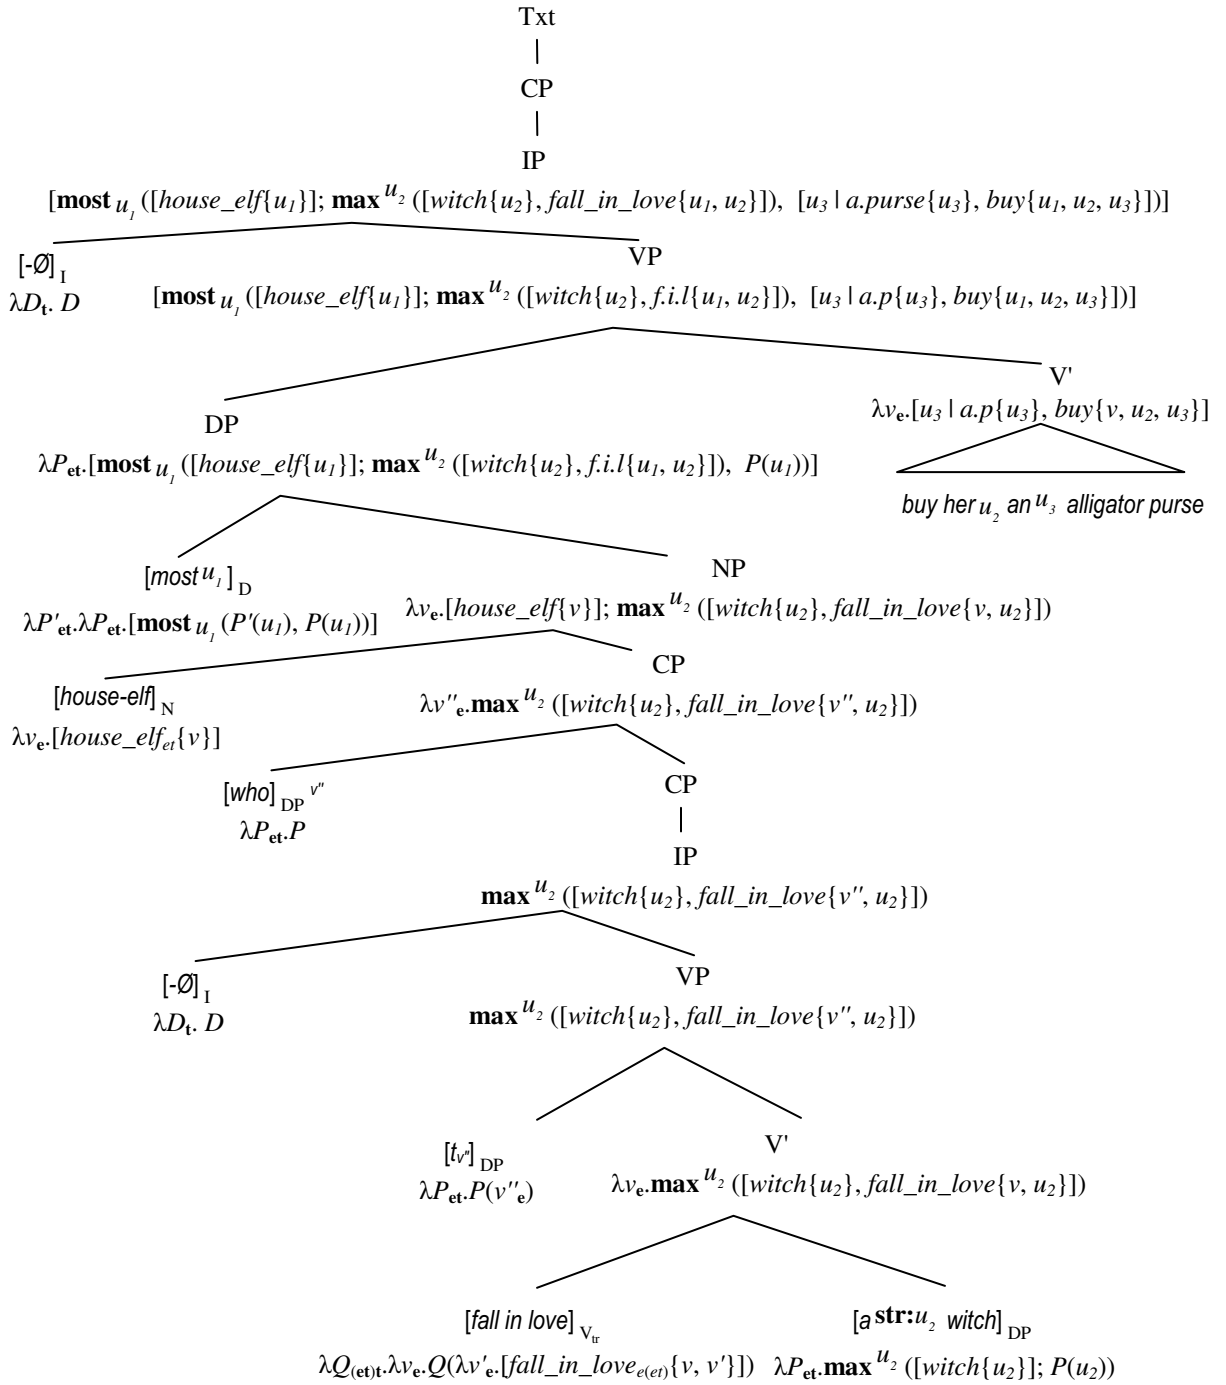 Txt
CP
IP
[most u₁ ([house_elf{u₁}]; max ᵘ₂ ([witch{u₂}, fall_in_love{u₁, u₂}]), [u₃ | a.purse{u₃}, buy{u₁, u₂, u₃}])]
[-Ø] I
λDt. D
VP
[most u₁ ([house_elf{u₁}]; max ᵘ₂ ([witch{u₂}, f.i.l{u₁, u₂}]), [u₃ | a.p{u₃}, buy{u₁, u₂, u₃}])]
V'
λve.[u₃ | a.p{u₃}, buy{v, u₂, u₃}]
buy her u₂ an ᵘ₃ alligator purse
DP
λPet.[most u₁ ([house_elf{u₁}]; max ᵘ₂ ([witch{u₂}, f.i.l{u₁, u₂}]), P(u₁))]
[most ᵘ₁] D
λP'et.λPet.[most u₁ (P'(u₁), P(u₁))]
NP
λve.[house_elf{v}]; max ᵘ₂ ([witch{u₂}, fall_in_love{v, u₂}])
[house-elf] N
λve.[house_elfet{v}]
CP
λv''e.max ᵘ₂ ([witch{u₂}, fall_in_love{v'', u₂}])
[who] DP v''
λPet.P
CP
IP
max ᵘ₂ ([witch{u₂}, fall_in_love{v'', u₂}])
[-Ø] I
λDt. D
VP
max ᵘ₂ ([witch{u₂}, fall_in_love{v'', u₂}])
[tv''] DP
λPet.P(v''e)
V'
λve.max ᵘ₂ ([witch{u₂}, fall_in_love{v, u₂}])
[fall in love] Vtr
λQ(et)t.λve.Q(λv'e.[fall_in_lovee(et){v, v'}])
[a str:u₂ witch] DP
λPet.max ᵘ₂ ([witch{u₂}]; P(u₂))